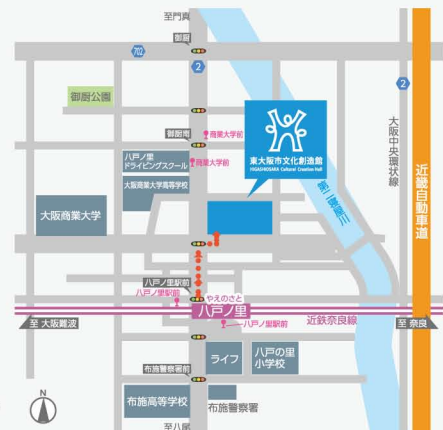 至門真
御厨
702
2
御厨公園
2
御厨南
商業大学前
八戸ノ里
ドライビングスクール
商業大学前
大阪商業大学高等学校
東大阪市文化創造館
HIGASHIOSAKA Cultural Creation Hall
大阪中央環状線
近畿自動車道
大阪商業大学
第二寝屋川
八戸ノ里駅前
八戸ノ里駅前
やえのさと
八戸ノ里
近鉄奈良線
至 大阪難波
八戸ノ里駅前
至 奈良
ライフ
八戸の里
小学校
布施警察署前
布施高等学校
布施警察署
N
至八尾